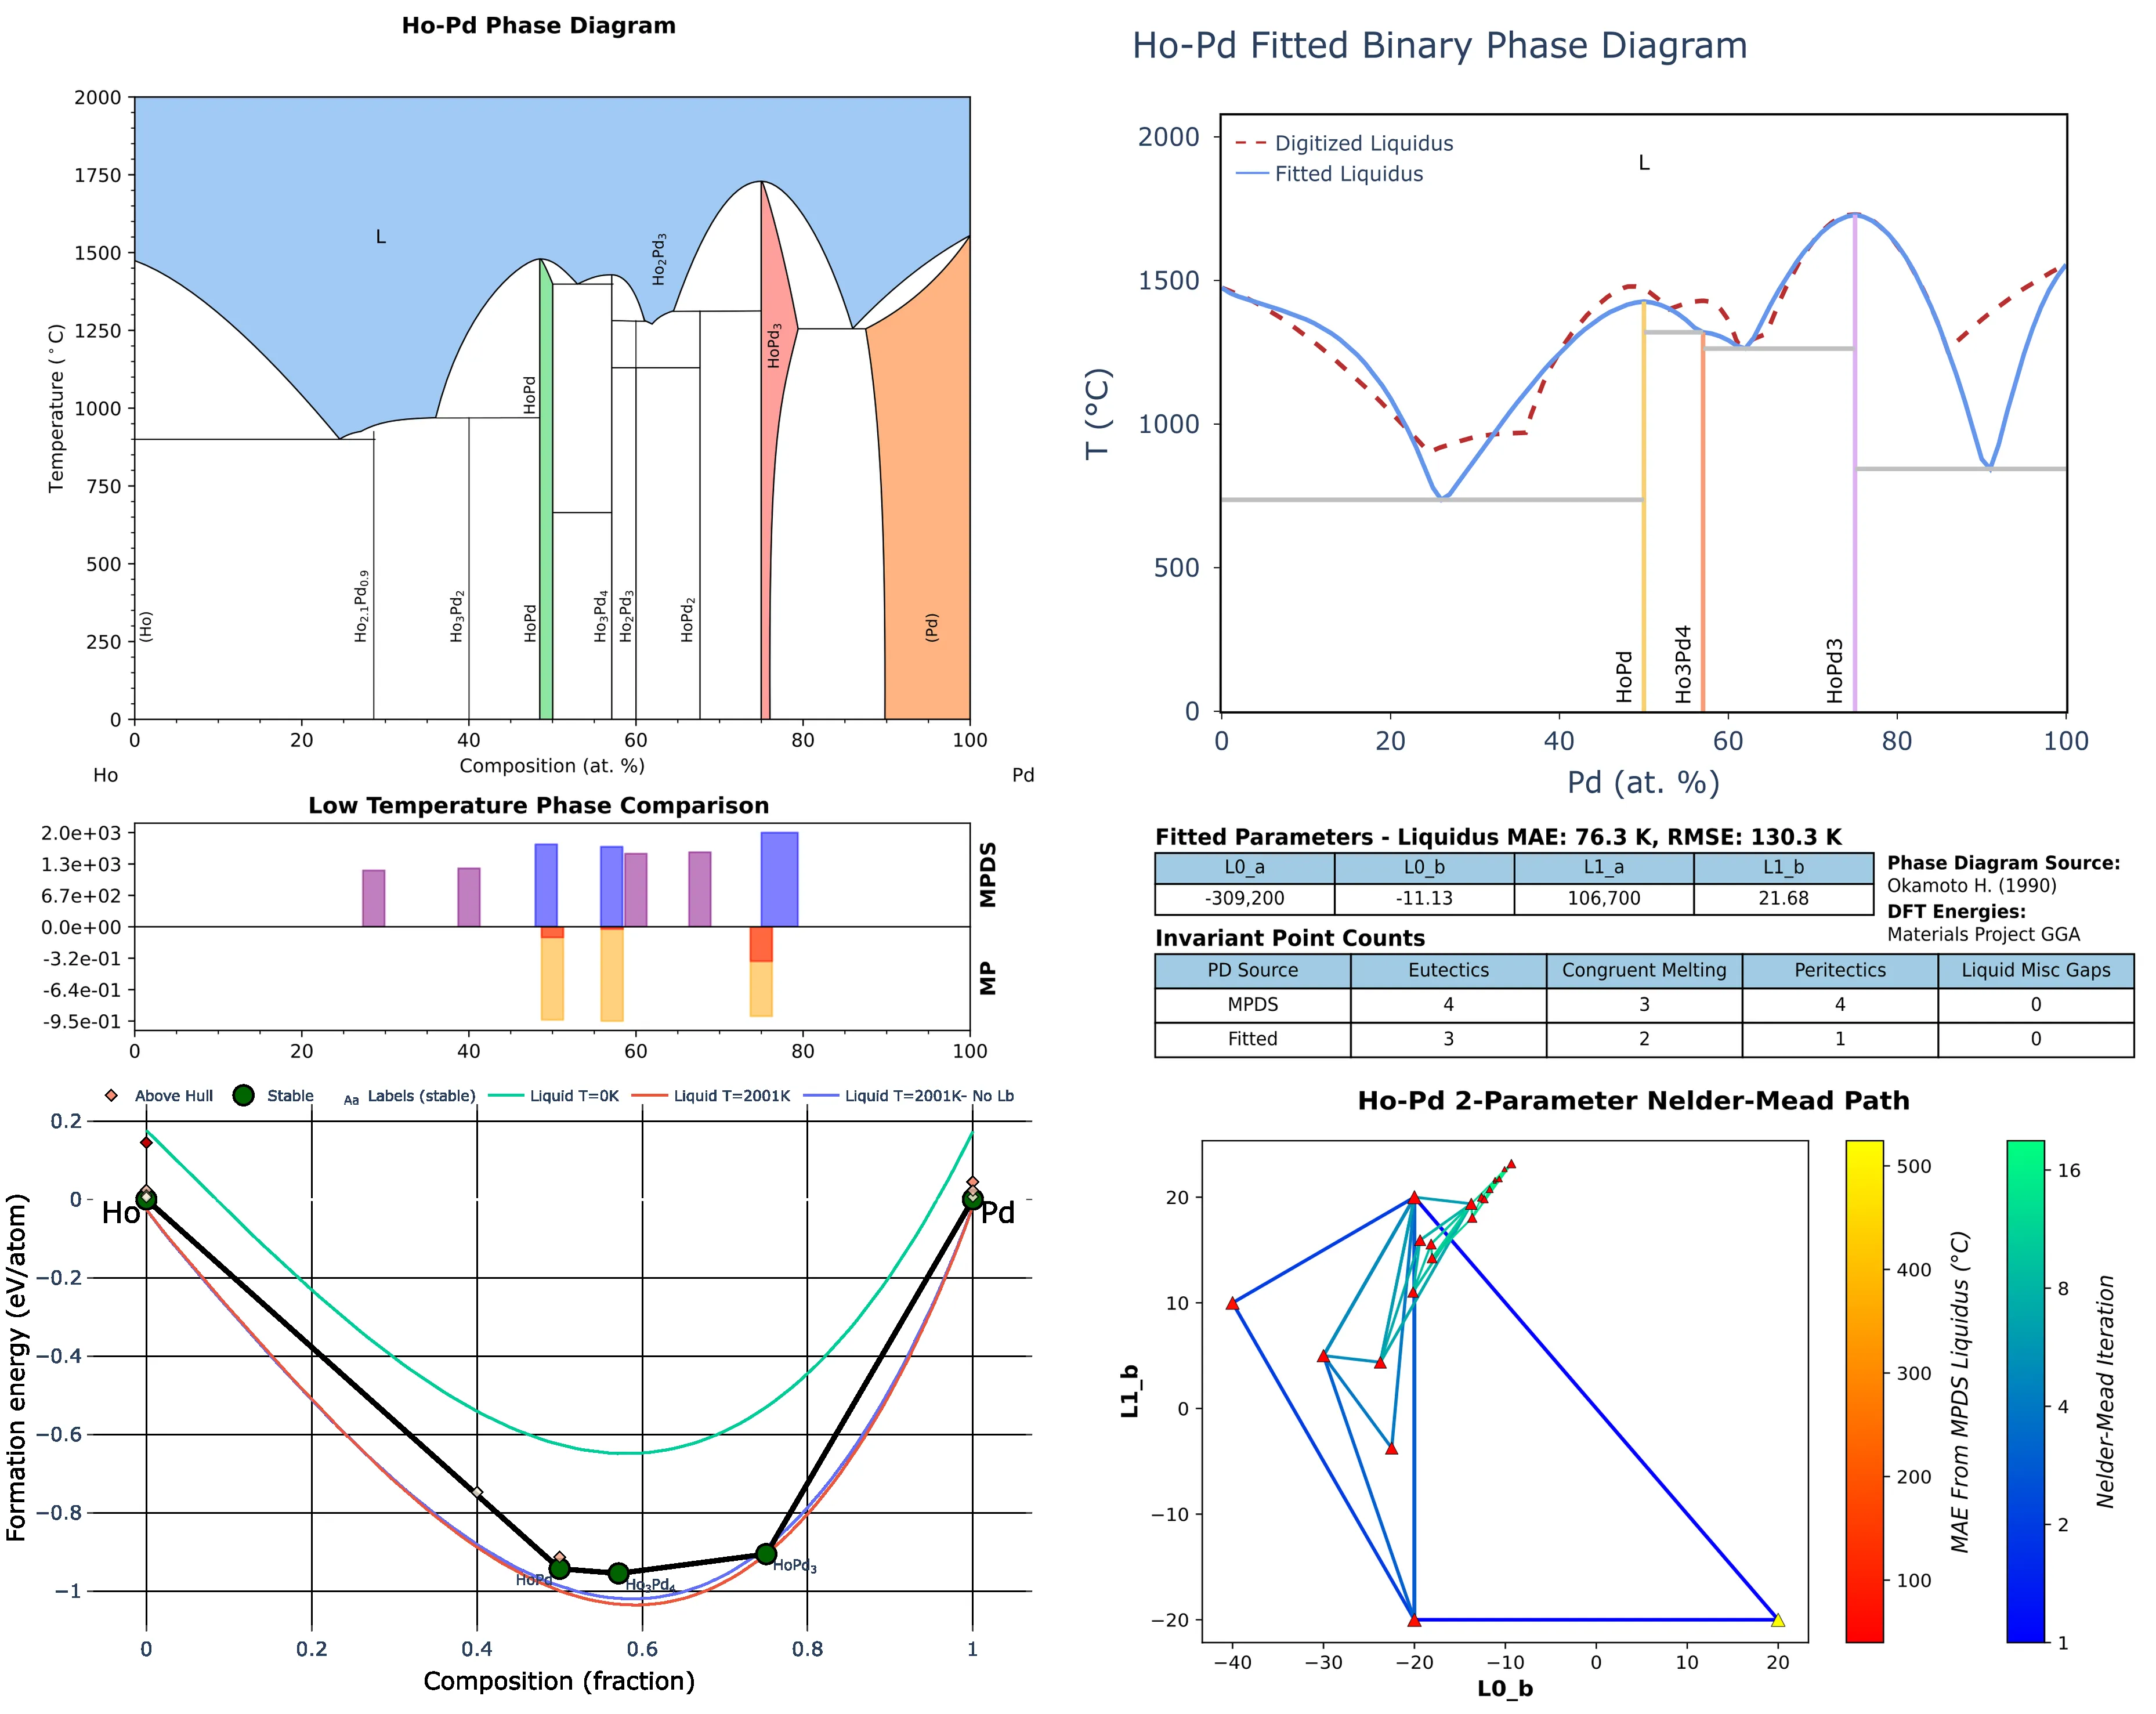 Ho-Pd Phase Diagram
2000
1750
1500
1250
1000
750
500
250
0
Temperature (°C)
L
Ho2Pd3
HoPd3
HoPd
(Ho)
Ho2.1Pd0.9
Ho3Pd2
HoPd
Ho3Pd4
Ho2Pd3
HoPd2
(Pd)
0 20 40 60 80 100
Composition (at. %)
Ho Pd
Ho-Pd Fitted Binary Phase Diagram
Digitized Liquidus
Fitted Liquidus
L
2000
1500
1000
500
0
T (°C)
HoPd
Ho3Pd4
HoPd3
0 20 40 60 80 100
Pd (at. %)
Low Temperature Phase Comparison
2.0e+03
1.3e+03
6.7e+02
0.0e+00
-3.2e-01
-6.4e-01
-9.5e-01
MPDS
MP
0 20 40 60 80 100
Fitted Parameters - Liquidus MAE: 76.3 K, RMSE: 130.3 K
L0_a L0_b L1_a L1_b
-309,200 -11.13 106,700 21.68
Phase Diagram Source:
Okamoto H. (1990)
DFT Energies:
Materials Project GGA
Invariant Point Counts
PD Source Eutectics Congruent Melting Peritectics Liquid Misc Gaps
MPDS 4 3 4 0
Fitted 3 2 1 0
Above Hull Stable Aa Labels (stable) Liquid T=0K Liquid T=2001K Liquid T=2001K- No Lb
0.2
0
−0.2
−0.4
−0.6
−0.8
−1
Formation energy (eV/atom)
Ho
Pd
HoPd
Ho3Pd4
HoPd3
0 0.2 0.4 0.6 0.8 1
Composition (fraction)
Ho-Pd 2-Parameter Nelder-Mead Path
20
10
0
−10
−20
L1_b
−40 −30 −20 −10 0 10 20
L0_b
500
400
300
200
100
MAE From MPDS Liquidus (°C)
16
8
4
2
1
Nelder-Mead Iteration